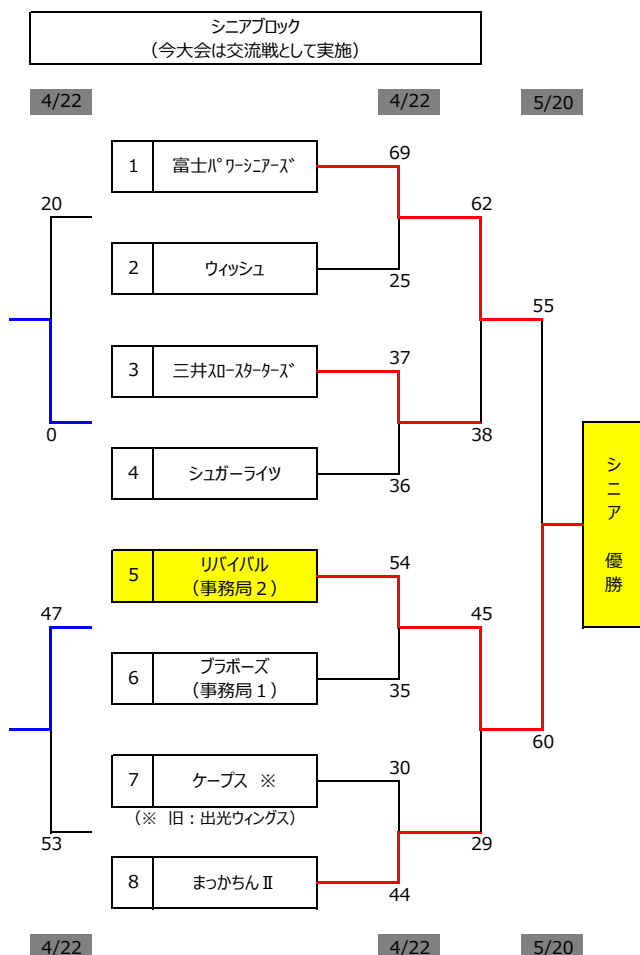 シニアブロック
（今大会は交流戦として実施）
4/22
4/22
5/20
1 富士ﾊﾟﾜｰｼﾆｱｰｽﾞ
69
20
62
2 ウィッシュ
25
55
3 三井ｽﾛｰｽﾀｰﾀｰｽﾞ
37
0
38
4 シュガーライツ
36
シニア 優勝
5 リバイバル
（事務局２）
54
47
45
6 ブラボーズ
（事務局１）
35
60
7 ケープス ※
30
（※ 旧：出光ウィングス）
53
29
8 まっかちんⅡ
44
4/22
4/22
5/20